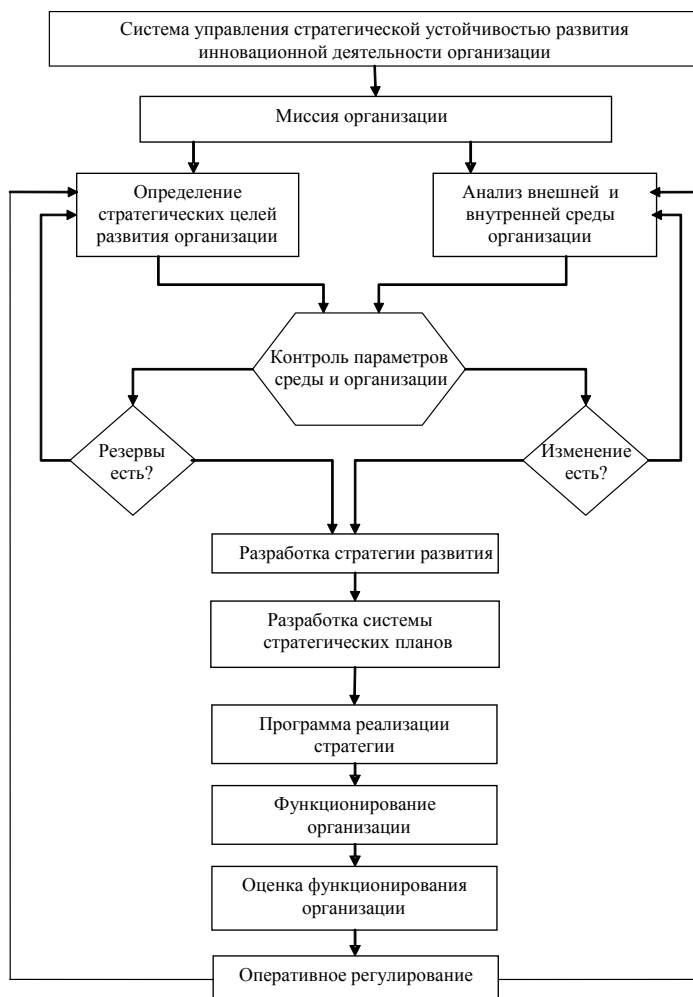 Система управления стратегической устойчивостью развития
инновационной деятельности организации
Миссия организации
Определение
стратегических целей
развития организации
Анализ внешней и
внутренней среды
организации
Контроль параметров
среды и организации
Резервы
есть?
Изменение
есть?
Разработка стратегии развития
Разработка системы
стратегических планов
Программа реализации
стратегии
Функционирование
организации
Оценка функционирования
организации
Оперативное регулирование